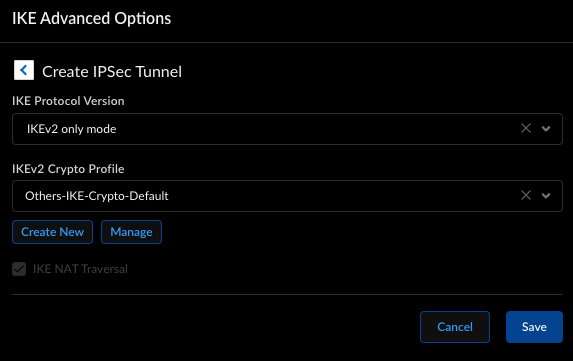 IKE Advanced Options
Create IPSec Tunnel
IKE Protocol Version
IKEv2 only mode
IKEv2 Crypto Profile
Others-IKE-Crypto-Default
Create New Manage
IKE NAT Traversal
Cancel Save